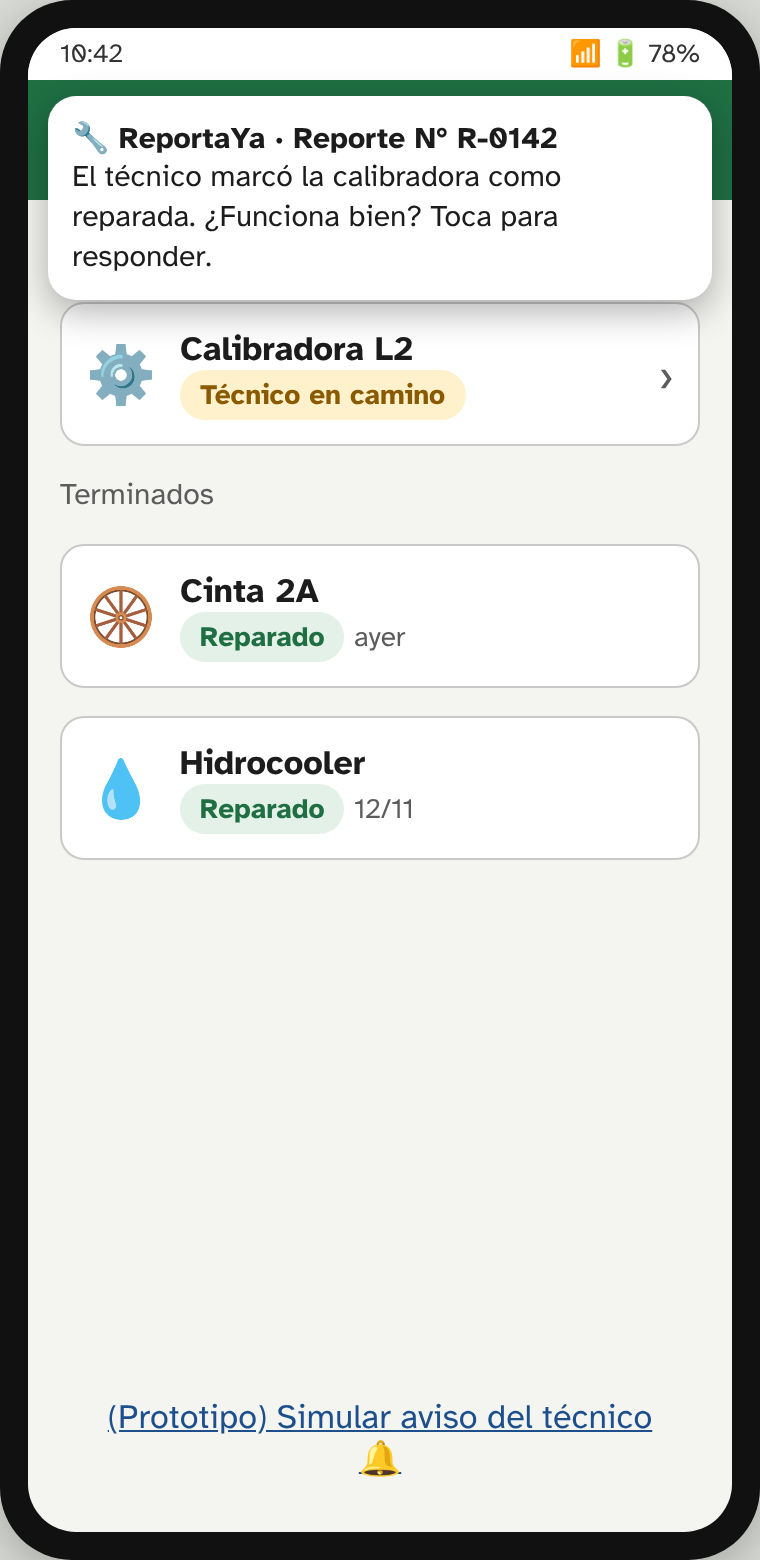 10:42 📶 🔋 78%
🔧 ReportaYa · Reporte N° R-0142
El técnico marcó la calibradora como
reparada. ¿Funciona bien? Toca para
responder.
Calibradora L2
Técnico en camino ›
Terminados
Cinta 2A
Reparado ayer
Hidrocooler
Reparado 12/11
(Prototipo) Simular aviso del técnico
🔔